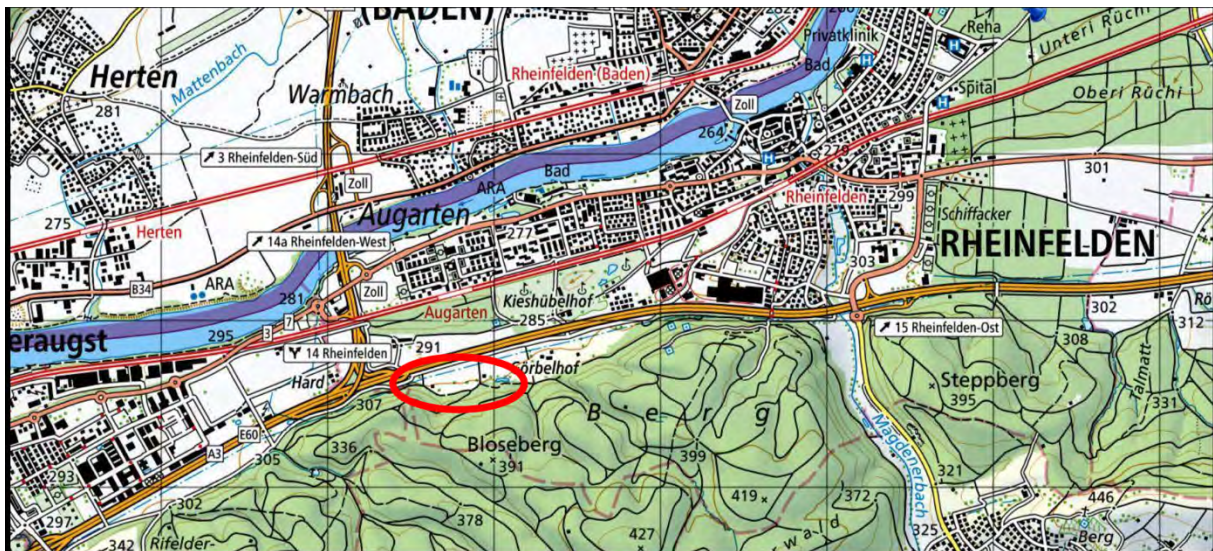 (BADEN)
Herten
281
Mattenbach
Warmbach
Rheinfelden (Baden)
Privatklinik
Bad
H
Reha
H
Unteri Rüchi
Spital
H
Oberi Rüchi
Zoll
264
H
279
3 Rheinfelden-Süd
Zoll
ARA
Bad
301
275
Herten
Augarten
277
Rheinfelden
299
Schiffacker
14a Rheinfelden-West
RHEINFELDEN
303
B34
ARA
281
Zoll
Kieshübelhof
285
Augarten
302
295
3
7
eraugst
14 Rheinfelden
291
15 Rheinfelden-Ost
312
308
Hard
Görbelhof
307
Steppberg
395
Talmatt
331
Berg
E60
A3
336
Bloseberg
391
399
Magdenerbach
305
293
321
302
419
372
446
297
378
427
325
Berg
342
Rifelder-
wald